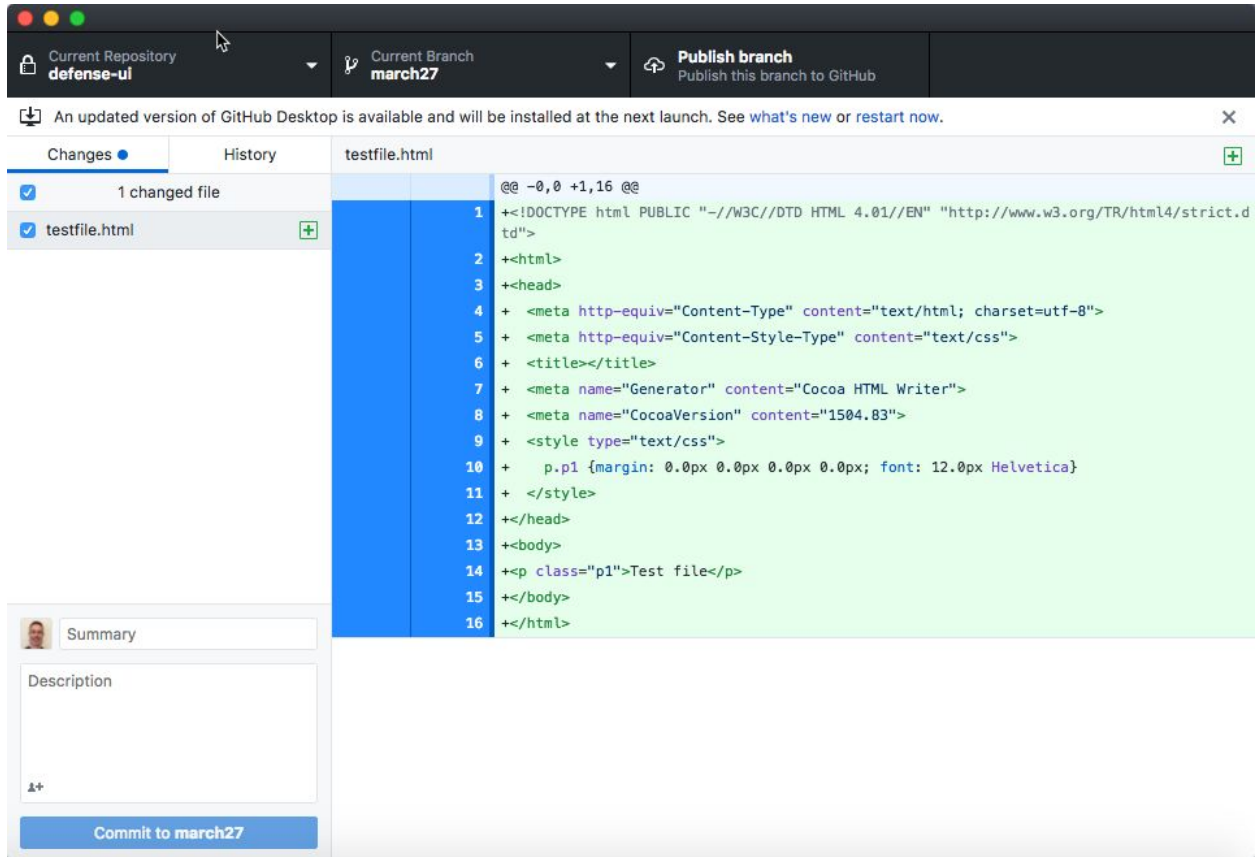 Current Repository
defense-ui
Current Branch
march27
Publish branch
Publish this branch to GitHub
An updated version of GitHub Desktop is available and will be installed at the next launch. See what's new or restart now.
Changes
History
1 changed file
testfile.html
testfile.html
@@ -0,0 +1,16 @@
1 +<!DOCTYPE html PUBLIC "-//W3C//DTD HTML 4.01//EN" "http://www.w3.org/TR/html4/strict.d
td">
2 +<html>
3 +<head>
4 +  <meta http-equiv="Content-Type" content="text/html; charset=utf-8">
5 +  <meta http-equiv="Content-Style-Type" content="text/css">
6 +  <title></title>
7 +  <meta name="Generator" content="Cocoa HTML Writer">
8 +  <meta name="CocoaVersion" content="1504.83">
9 +  <style type="text/css">
10 +    p.p1 {margin: 0.0px 0.0px 0.0px 0.0px; font: 12.0px Helvetica}
11 +  </style>
12 +</head>
13 +<body>
14 +<p class="p1">Test file</p>
15 +</body>
16 +</html>
Summary
Description
Commit to march27